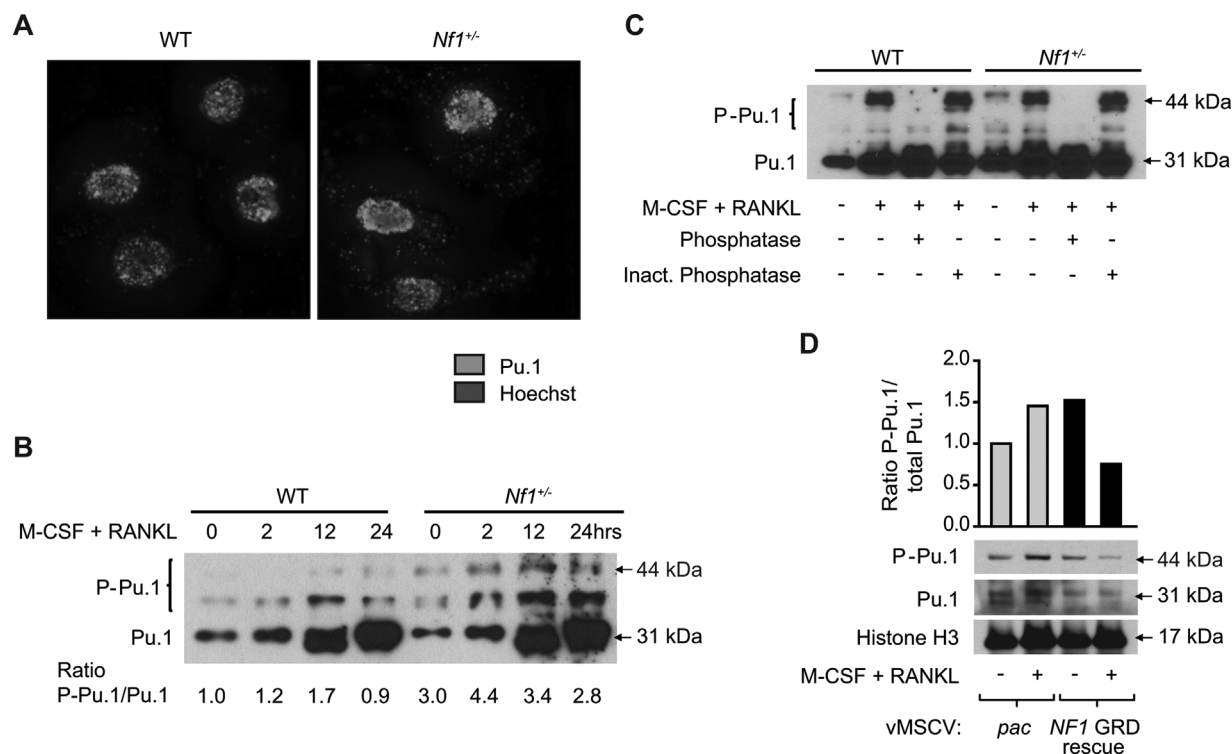 A
WT
Nf1+/-
Pu.1
Hoechst
B
WT
Nf1+/-
M-CSF + RANKL 0 2 12 24 0 2 12 24hrs
P-Pu.1
44 kDa
Pu.1
31 kDa
Ratio
P-Pu.1/Pu.1 1.0 1.2 1.7 0.9 3.0 4.4 3.4 2.8
C
WT
Nf1+/-
P-Pu.1
44 kDa
Pu.1
31 kDa
M-CSF + RANKL - + + + - + + +
Phosphatase - - + - - - + -
Inact. Phosphatase - - - + - - - +
D
Ratio P-Pu.1/
total Pu.1
2.0
1.5
1.0
0.5
0.0
P-Pu.1
44 kDa
Pu.1
31 kDa
Histone H3
17 kDa
M-CSF + RANKL - + - +
vMSCV: pac NF1 GRD
rescue